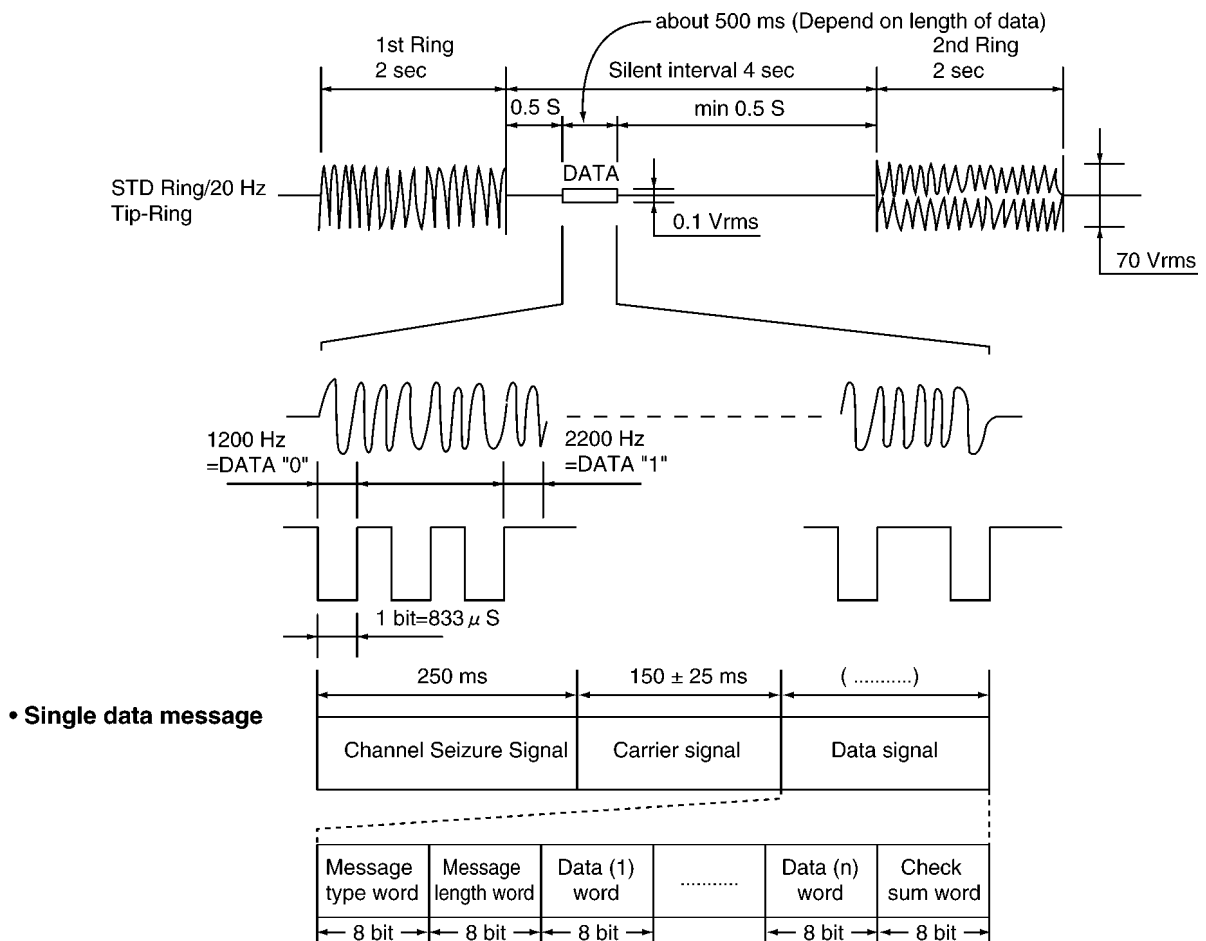 about 500 ms (Depend on length of data)
1st Ring
2 sec
Silent interval 4 sec
2nd Ring
2 sec
0.5 S
min 0.5 S
STD Ring/20 Hz
Tip-Ring
DATA
0.1 Vrms
70 Vrms
1200 Hz
=DATA "0"
2200 Hz
=DATA "1"
1 bit=833 μ S
250 ms
150 ± 25 ms
( ........... )
• Single data message
Channel Seizure Signal
Carrier signal
Data signal
Message
type word
Message
length word
Data (1)
word
...........
Data (n)
word
Check
sum word
8 bit
8 bit
8 bit
8 bit
8 bit